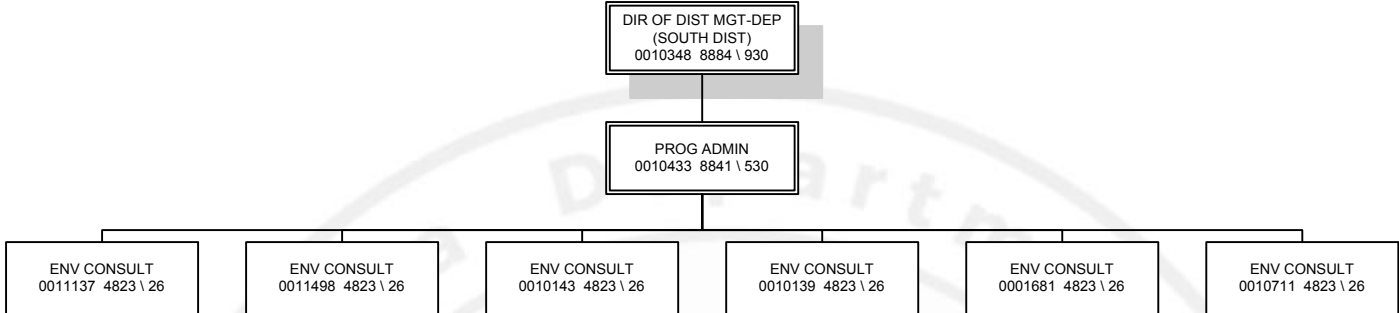 DIR OF DIST MGT-DEP
(SOUTH DIST)
0010348 8884 \ 930
PROG ADMIN
0010433 8841 \ 530
ENV CONSULT
0011137 4823 \ 26
ENV CONSULT
0011498 4823 \ 26
ENV CONSULT
0010143 4823 \ 26
ENV CONSULT
0010139 4823 \ 26
ENV CONSULT
0001681 4823 \ 26
ENV CONSULT
0010711 4823 \ 26